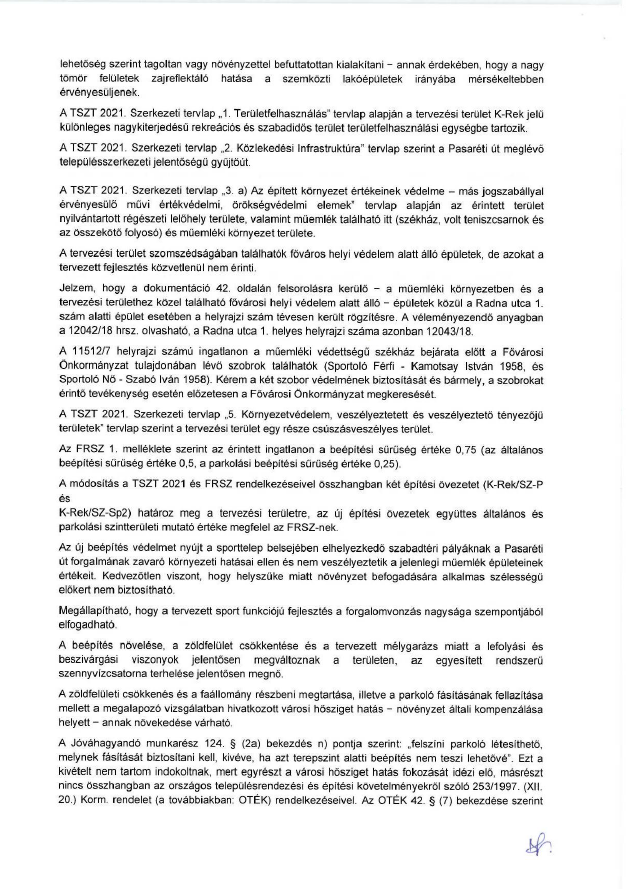 lehetőség szerint tagoltan vagy növényzettel befuttatottan kialakítani − annak érdekében, hogy a nagy
tömör felületek zajreflektáló hatása a szemközti lakóépületek irányába mérsékeltebben
érvényesüljenek.
A TSZT 2021. Szerkezeti tervlap „1. Területfelhasználás" tervlap alapján a tervezési terület K-Rek jelű
különleges nagykiterjedésű rekreációs és szabadidős terület területfelhasználási egységbe tartozik.
A TSZT 2021. Szerkezeti tervlap „2. Közlekedési Infrastruktúra" tervlap szerint a Pasaréti út meglévő
településszerkezeti jelentőségű gyűjtőút.
A TSZT 2021. Szerkezeti tervlap „3. a) Az épített környezet értékeinek védelme − más jogszabállyal
érvényesülő művi értékvédelmi, örökségvédelmi elemek" tervlap alapján az érintett terület
nyilvántartott régészeti lelőhely területe, valamint műemlék található itt (székház, volt teniszcsarnok és
az összekötő folyosó) és műemléki környezet területe.
A tervezési terület szomszédságában találhatók főváros helyi védelem alatt álló épületek, de azokat a
tervezett fejlesztés közvetlenül nem érinti.
Jelzem, hogy a dokumentáció 42. oldalán felsorolásra kerülő − a műemléki környezetben és a
tervezési területhez közel található fővárosi helyi védelem alatt álló − épületek közül a Radna utca 1.
szám alatti épület esetében a helyrajzi szám tévesen került rögzítésre. A véleményezendő anyagban
a 12042/18 hrsz. olvasható, a Radna utca 1. helyes helyrajzi száma azonban 12043/18.
A 11512/7 helyrajzi számú ingatlanon a műemléki védettségű székház bejárata előtt a Fővárosi
Önkormányzat tulajdonában lévő szobrok találhatók (Sportoló Férfi - Kamotsay István 1958, és
Sportoló Nő - Szabó Iván 1958). Kérem a két szobor védelmének biztosítását és bármely, a szobrokat
érintő tevékenység esetén előzetesen a Fővárosi Önkormányzat megkeresését.
A TSZT 2021. Szerkezeti tervlap „5. Környezetvédelem, veszélyeztetett és veszélyeztető tényezőjű
területek" tervlap szerint a tervezési terület egy része csúszásveszélyes terület.
Az FRSZ 1. melléklete szerint az érintett ingatlanon a beépítési sűrűség értéke 0,75 (az általános
beépítési sűrűség értéke 0,5, a parkolási beépítési sűrűség értéke 0,25).
A módosítás a TSZT 2021 és FRSZ rendelkezéseivel összhangban két építési övezetet (K-Rek/SZ-P
és
K-Rek/SZ-Sp2) határoz meg a tervezési területre, az új építési övezetek együttes általános és
parkolási szintterületi mutató értéke megfelel az FRSZ-nek.
Az új beépítés védelmet nyújt a sporttelep belsejében elhelyezkedő szabadtéri pályáknak a Pasaréti
út forgalmának zavaró környezeti hatásai ellen és nem veszélyeztetik a jelenlegi műemlék épületeinek
értékeit. Kedvezőtlen viszont, hogy helyszűke miatt növényzet befogadására alkalmas szélességű
előkert nem biztosítható.
Megállapítható, hogy a tervezett sport funkciójú fejlesztés a forgalomvonzás nagysága szempontjából
elfogadható.
A beépítés növelése, a zöldfelület csökkentése és a tervezett mélygarázs miatt a lefolyási és
beszivárgási viszonyok jelentősen megváltoznak a területen, az egyesített rendszerű
szennyvízcsatorna terhelése jelentősen megnő.
A zöldfelületi csökkenés és a faállomány részbeni megtartása, illetve a parkoló fásításának fellazítása
mellett a megalapozó vizsgálatban hivatkozott városi hősziget hatás − növényzet általi kompenzálása
helyett − annak növekedése várható.
A Jóváhagyandó munkarész 124. § (2a) bekezdés n) pontja szerint: „felszíni parkoló létesíthető,
melynek fásítását biztosítani kell, kivéve, ha azt terepszint alatti beépítés nem teszi lehetővé". Ezt a
kivételt nem tartom indokoltnak, mert egyrészt a városi hősziget hatás fokozását idézi elő, másrészt
nincs összhangban az országos településrendezési és építési követelményekről szóló 253/1997. (XII.
20.) Korm. rendelet (a továbbiakban: OTÉK) rendelkezéseivel. Az OTÉK 42. § (7) bekezdése szerint